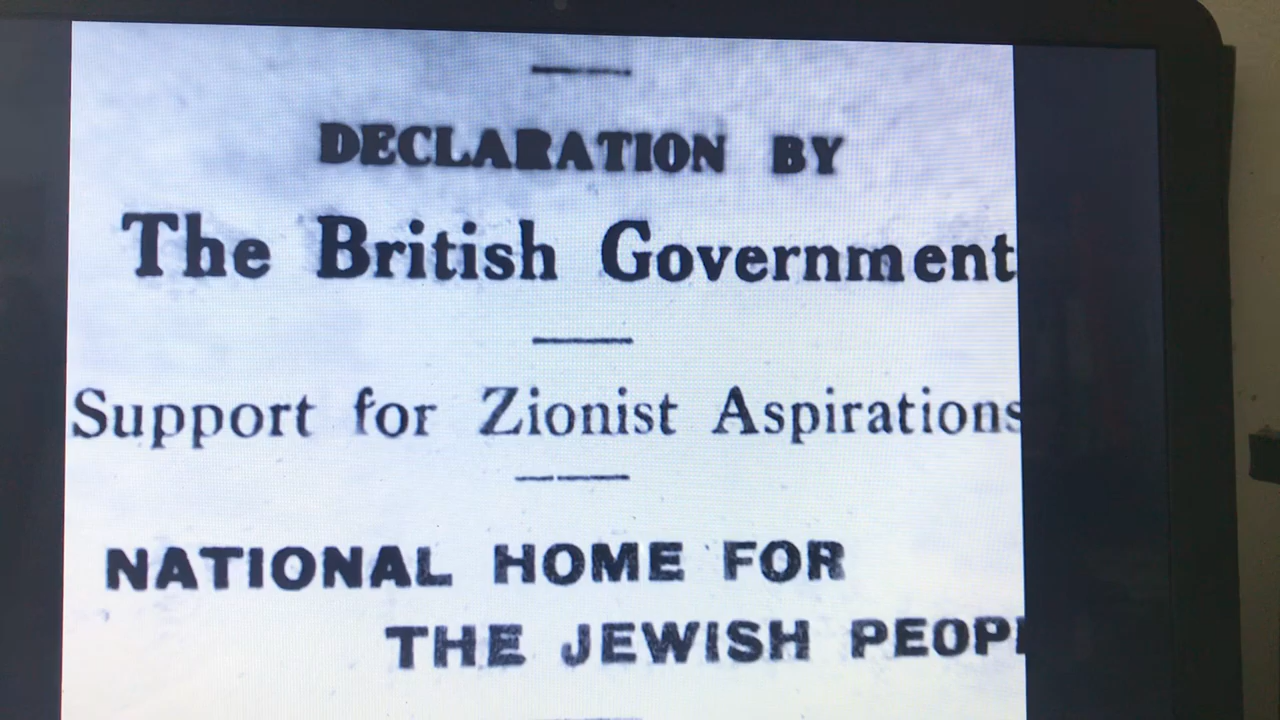 DECLARATION BY
The British Government
Support for Zionist Aspirations
NATIONAL HOME FOR
THE JEWISH